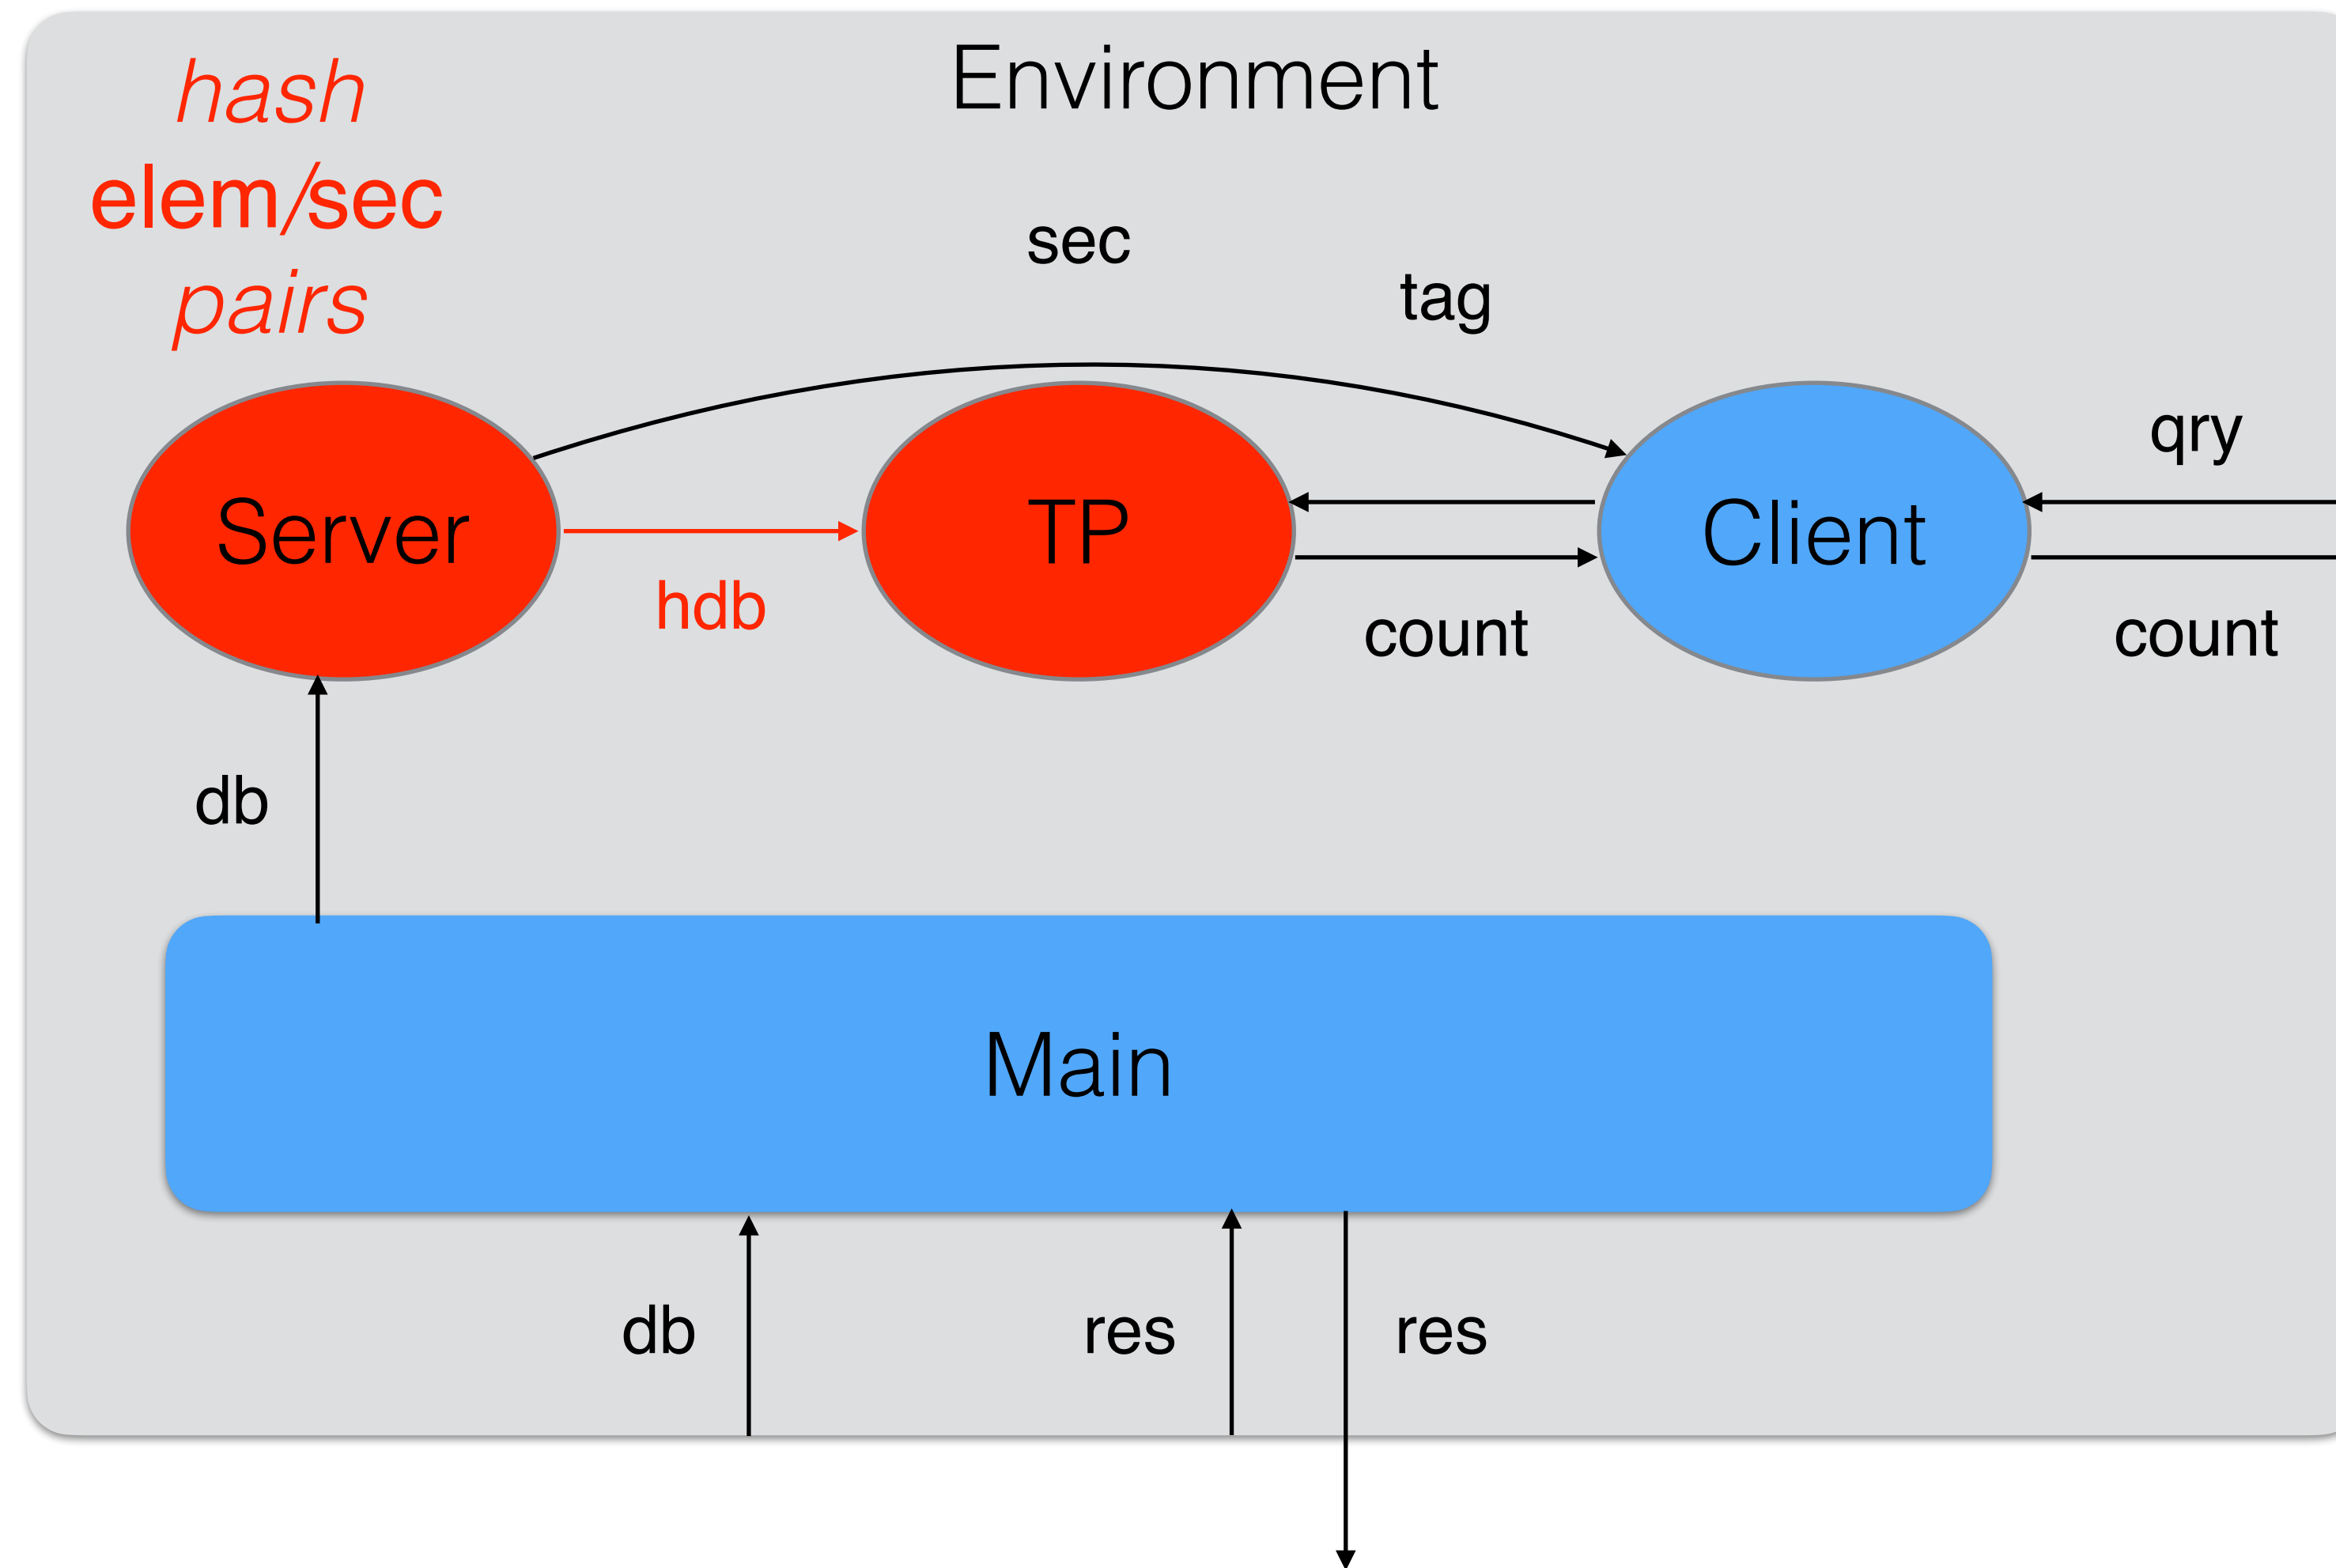 Environment
hash
elem/sec
pairs
sec
tag
qry
Server
TP
Client
hdb
count
count
db
Main
db
res
res